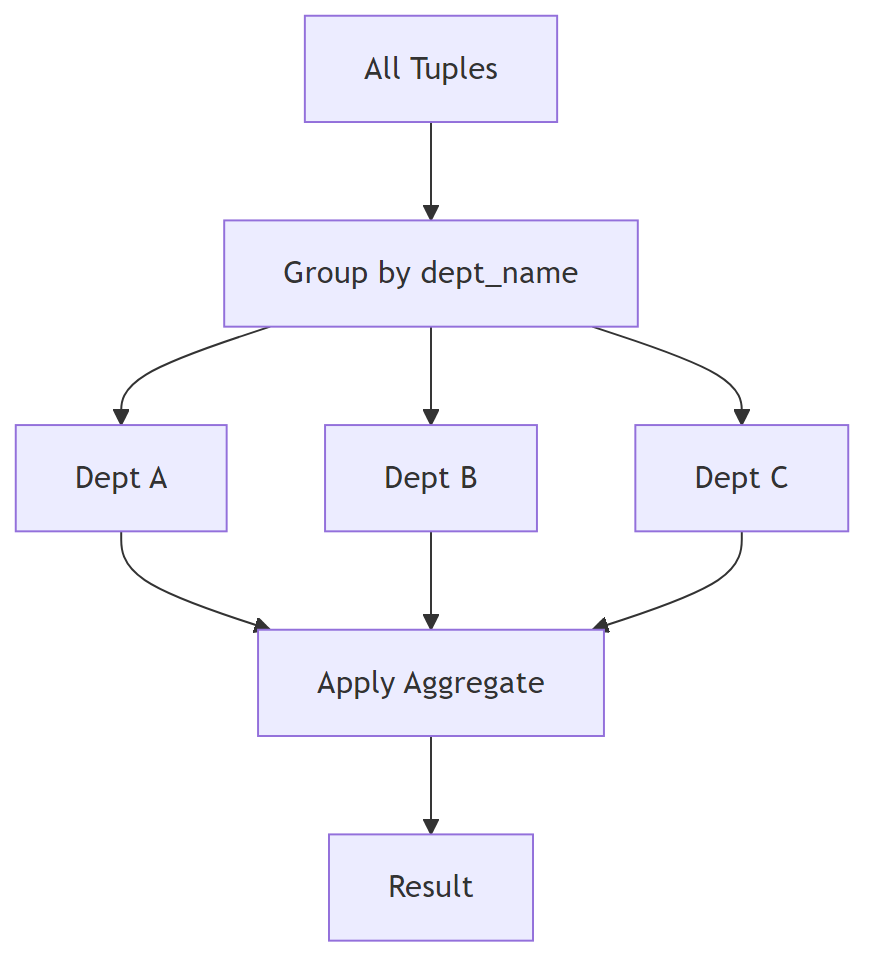 All Tuples
Group by dept_name
Dept A
Dept B
Dept C
Apply Aggregate
Result